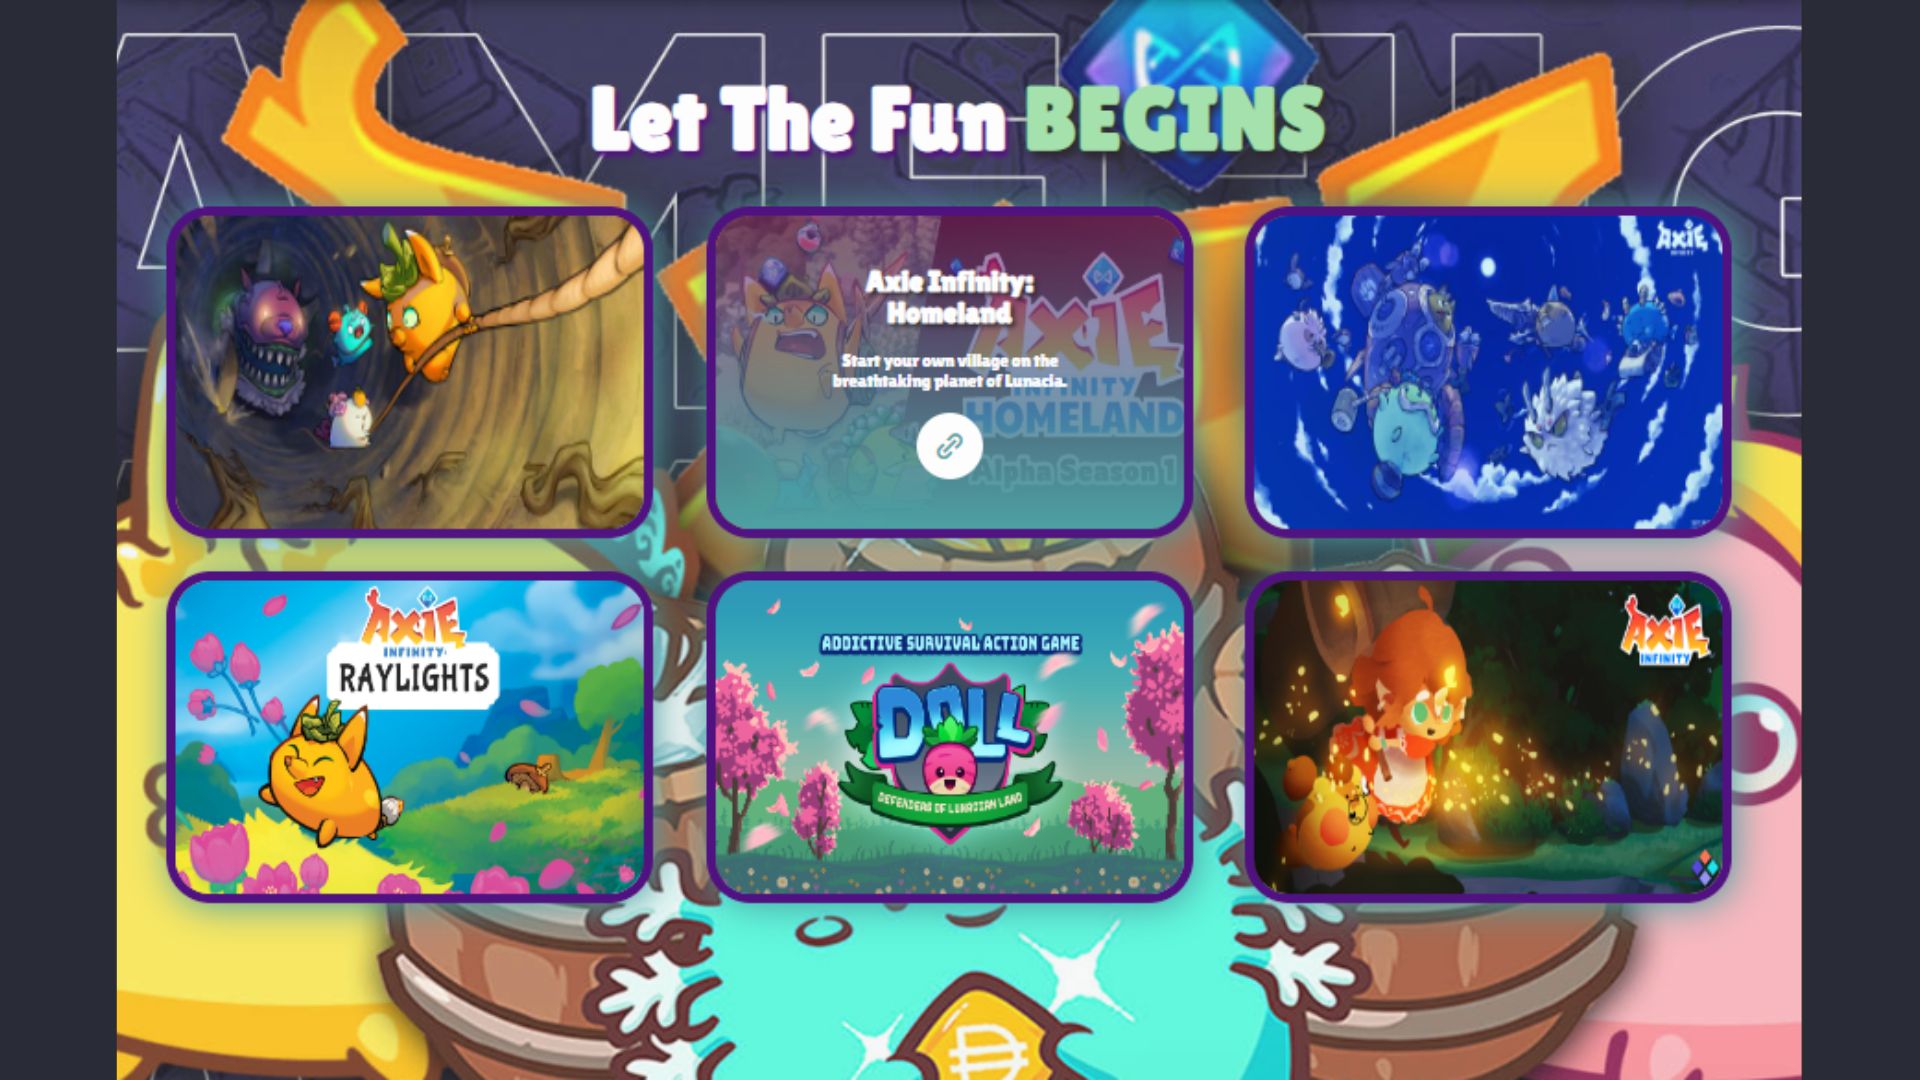 Let The Fun BEGINS
Axie Infinity:
Homeland
Start your own village on the
breathtaking planet of Lunacia.
AXIE
INFINITY
HOMELAND
Alpha Season 1
AXIE
AXIE
INFINITY
RAYLIGHTS
ADDICTIVE SURVIVAL ACTION GAME
DOLL
DEFENDERS OF LUNACIAN LAND
AXIE
INFINITY